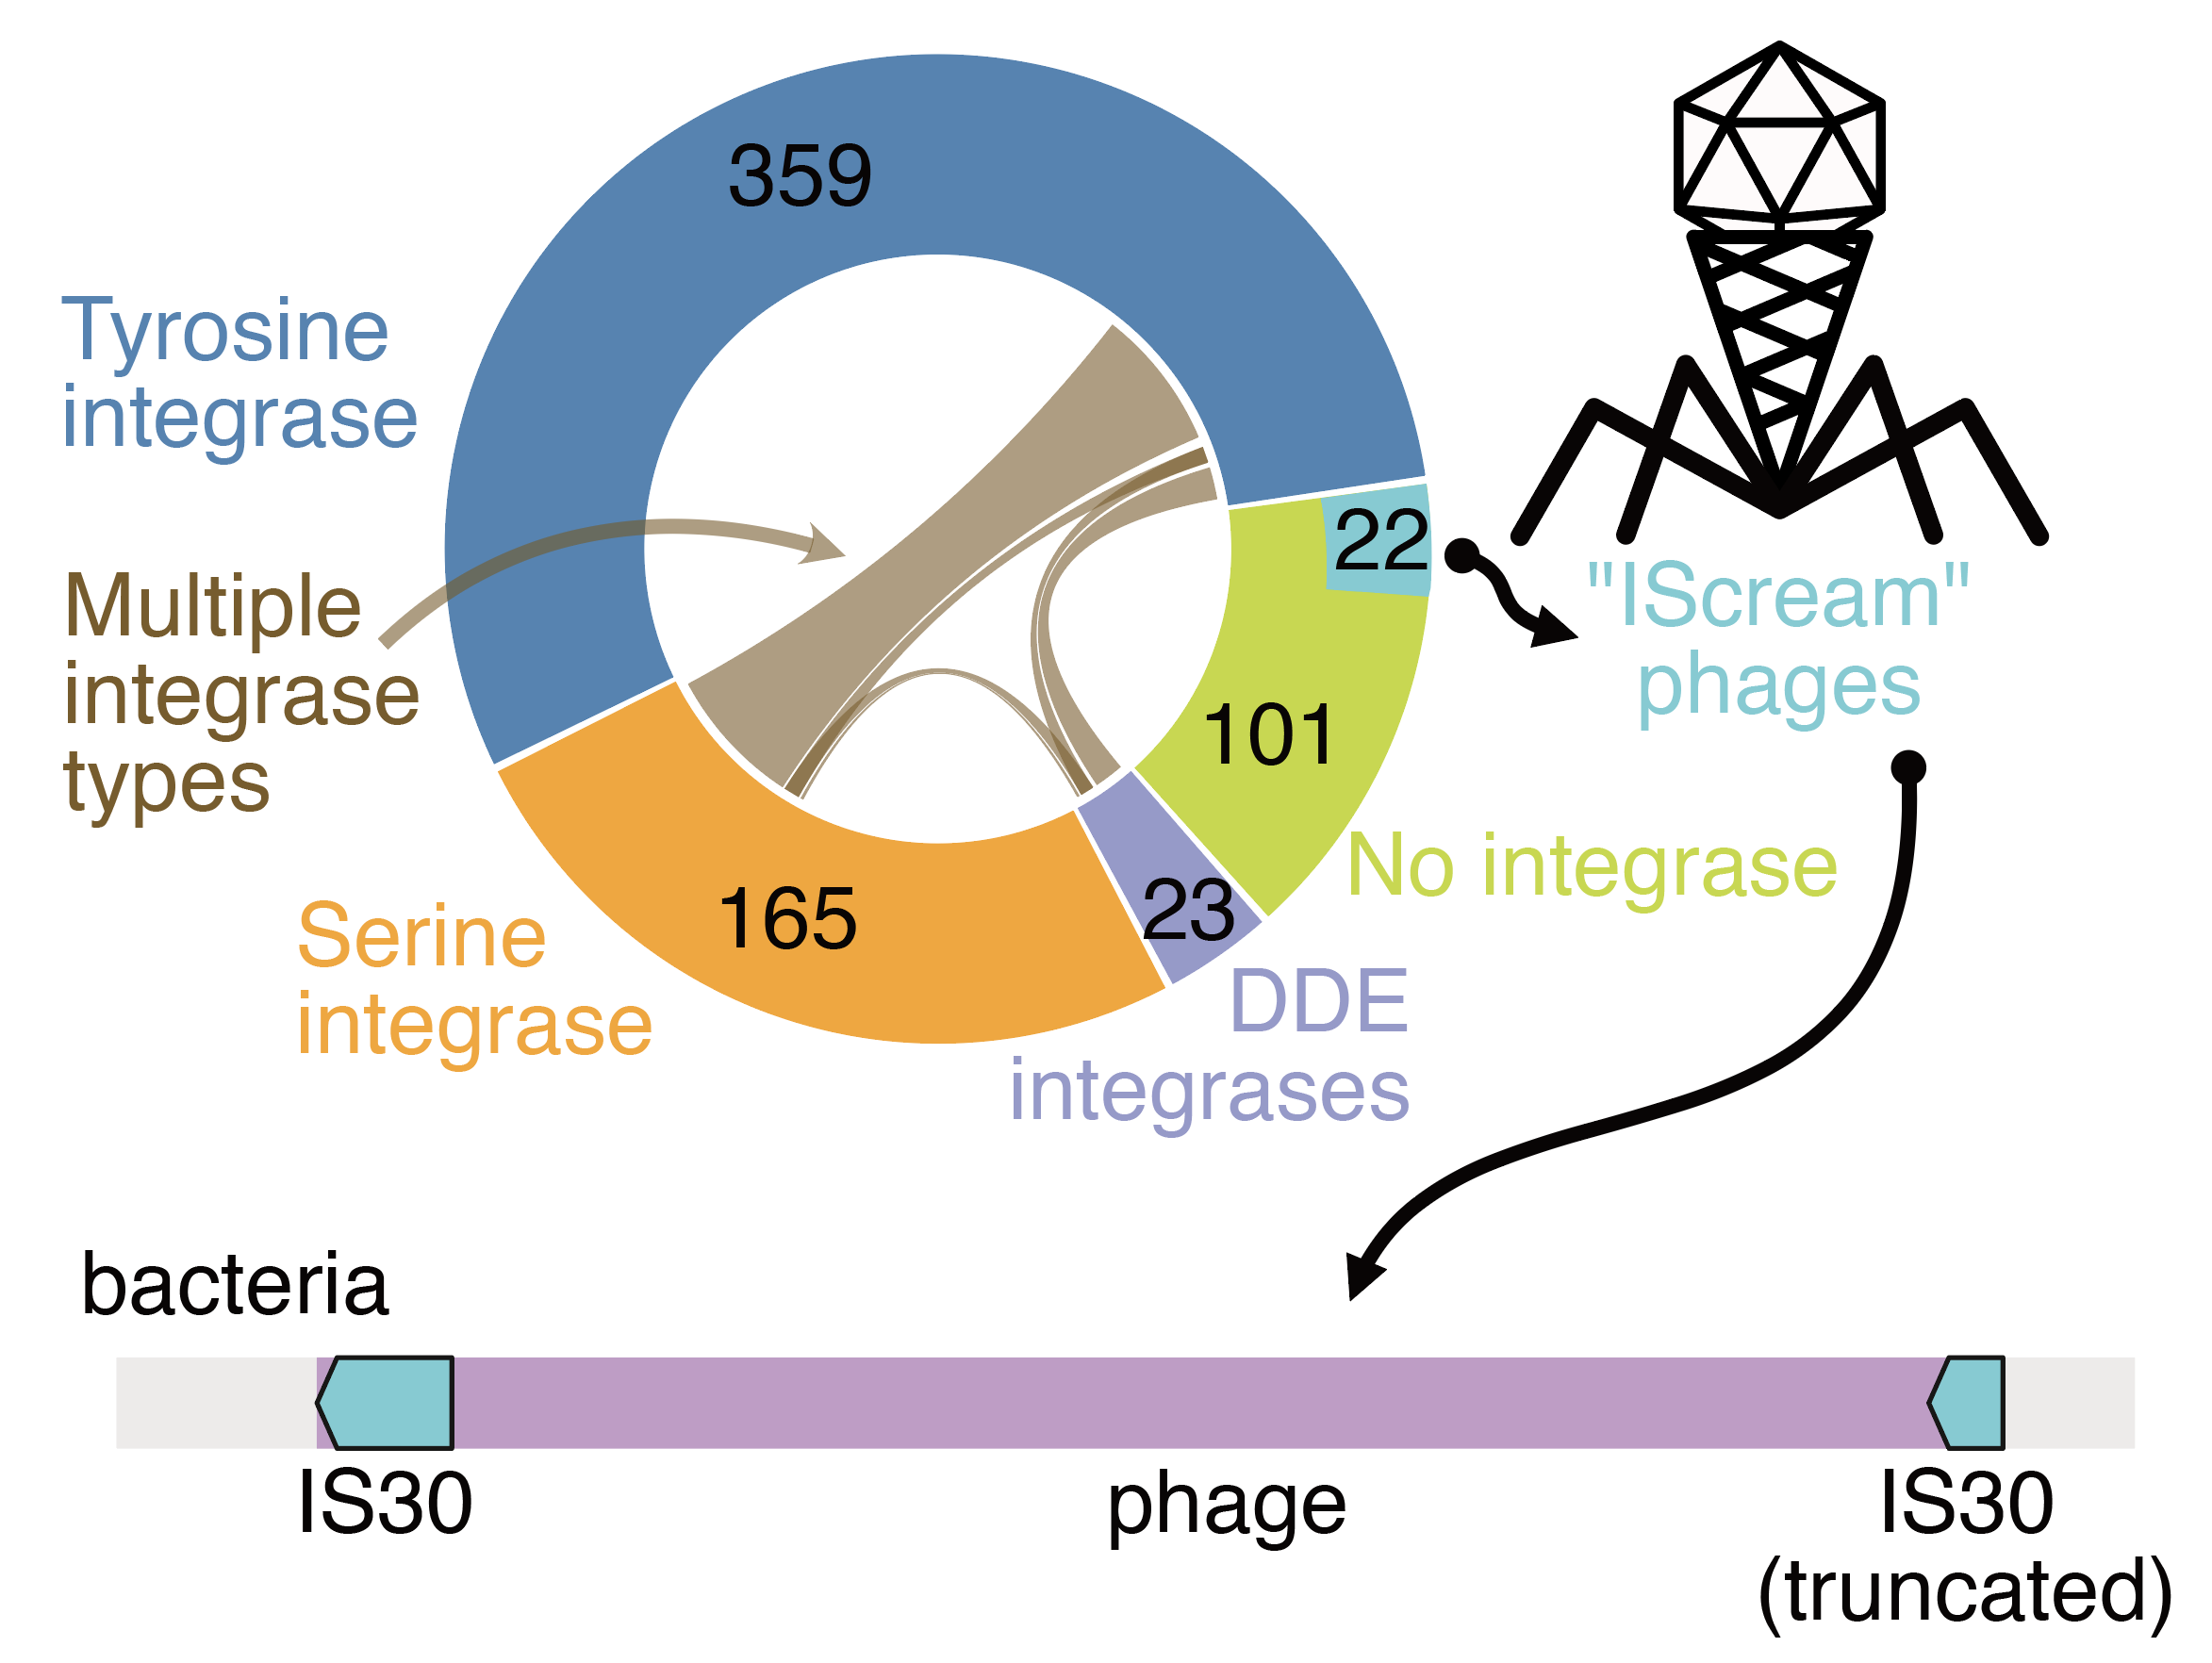 359
Tyrosine
integrase
22
"IScream"
phages
Multiple
integrase
types
101
No integrase
165
23
Serine
integrase
DDE
integrases
bacteria
IS30
phage
IS30
(truncated)